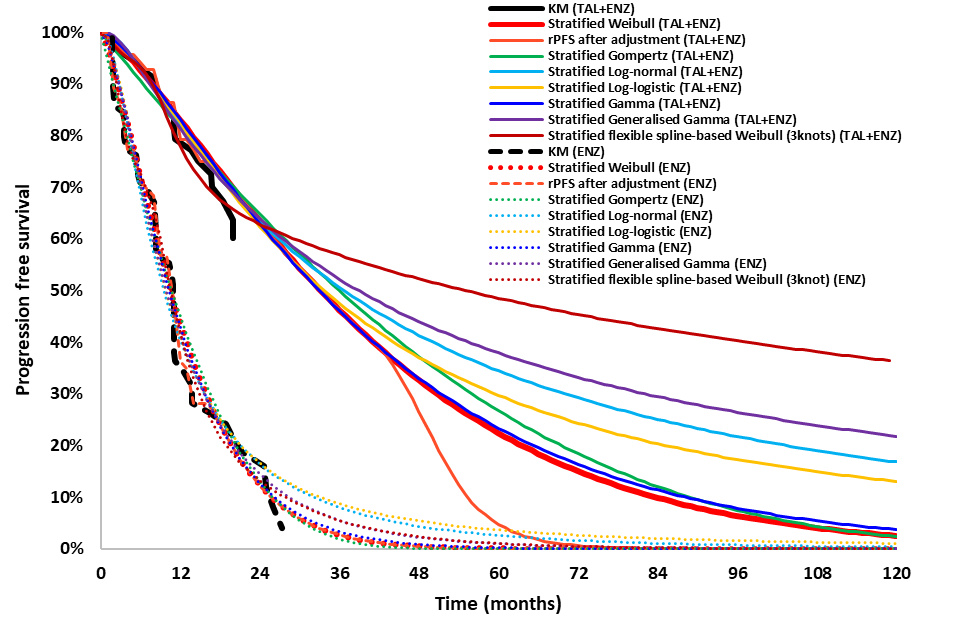 KM (TAL+ENZ)
Stratified Weibull (TAL+ENZ)
rPFS after adjustment (TAL+ENZ)
Stratified Gompertz (TAL+ENZ)
Stratified Log-normal (TAL+ENZ)
Stratified Log-logistic (TAL+ENZ)
Stratified Gamma (TAL+ENZ)
Stratified Generalised Gamma (TAL+ENZ)
Stratified flexible spline-based Weibull (3knots) (TAL+ENZ)
KM (ENZ)
Stratified Weibull (ENZ)
rPFS after adjustment (ENZ)
Stratified Gompertz (ENZ)
Stratified Log-normal (ENZ)
Stratified Log-logistic (ENZ)
Stratified Gamma (ENZ)
Stratified Generalised Gamma (ENZ)
Stratified flexible spline-based Weibull (3knot) (ENZ)
Progression free survival
100%
90%
80%
70%
60%
50%
40%
30%
20%
10%
0%
0 12 24 36 48 60 72 84 96 108 120
Time (months)